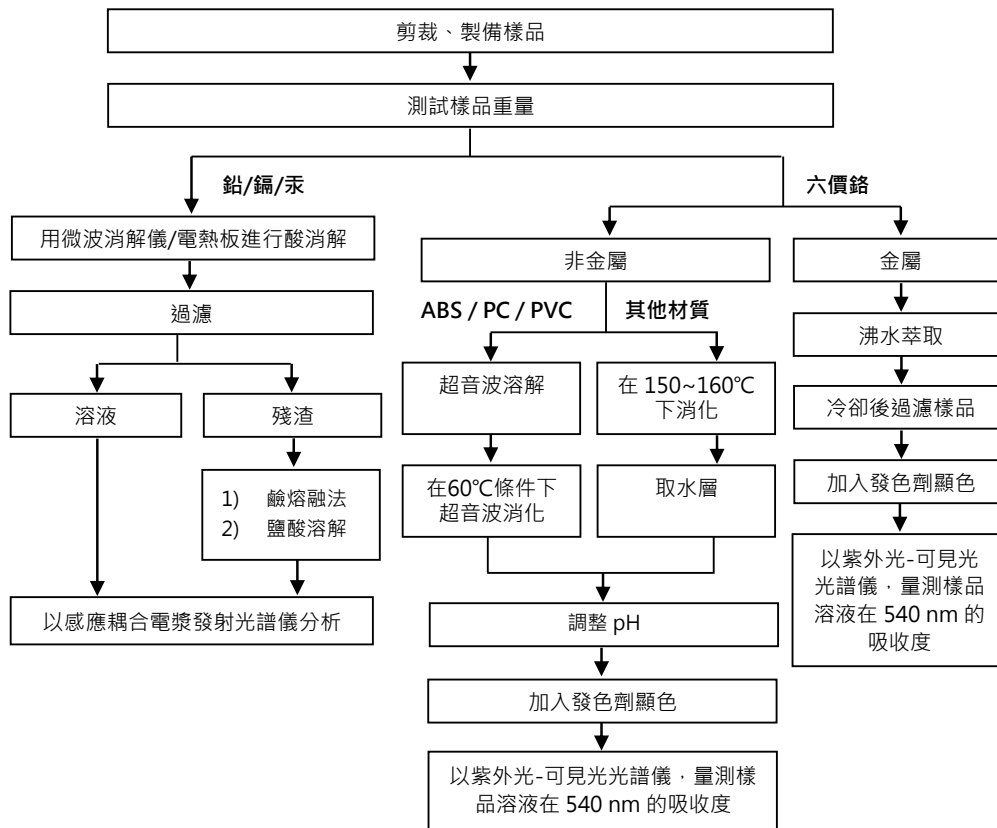 剪裁、製備樣品
測試樣品重量
鉛/鎘/汞
六價鉻
用微波消解儀/電熱板進行酸消解
非金屬
金屬
過濾
ABS / PC / PVC
其他材質
沸水萃取
溶液
殘渣
超音波溶解
在 150~160℃
下消化
冷卻後過濾樣品
1) 鹼熔融法
2) 鹽酸溶解
在60℃條件下
超音波消化
取水層
加入發色劑顯色
以感應耦合電漿發射光譜儀分析
調整 pH
以紫外光-可見光
光譜儀，量測樣品
溶液在 540 nm 的
吸收度
加入發色劑顯色
以紫外光-可見光光譜儀，量測樣
品溶液在 540 nm 的吸收度